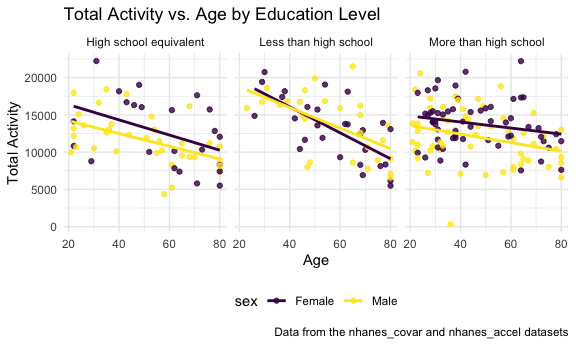 Total Activity vs. Age by Education Level
High school equivalent
Less than high school
More than high school
Total Activity
20000
15000
10000
5000
0
20 40 60 80
20 40 60 80
20 40 60 80
Age
sex Female Male
Data from the nhanes_covar and nhanes_accel datasets